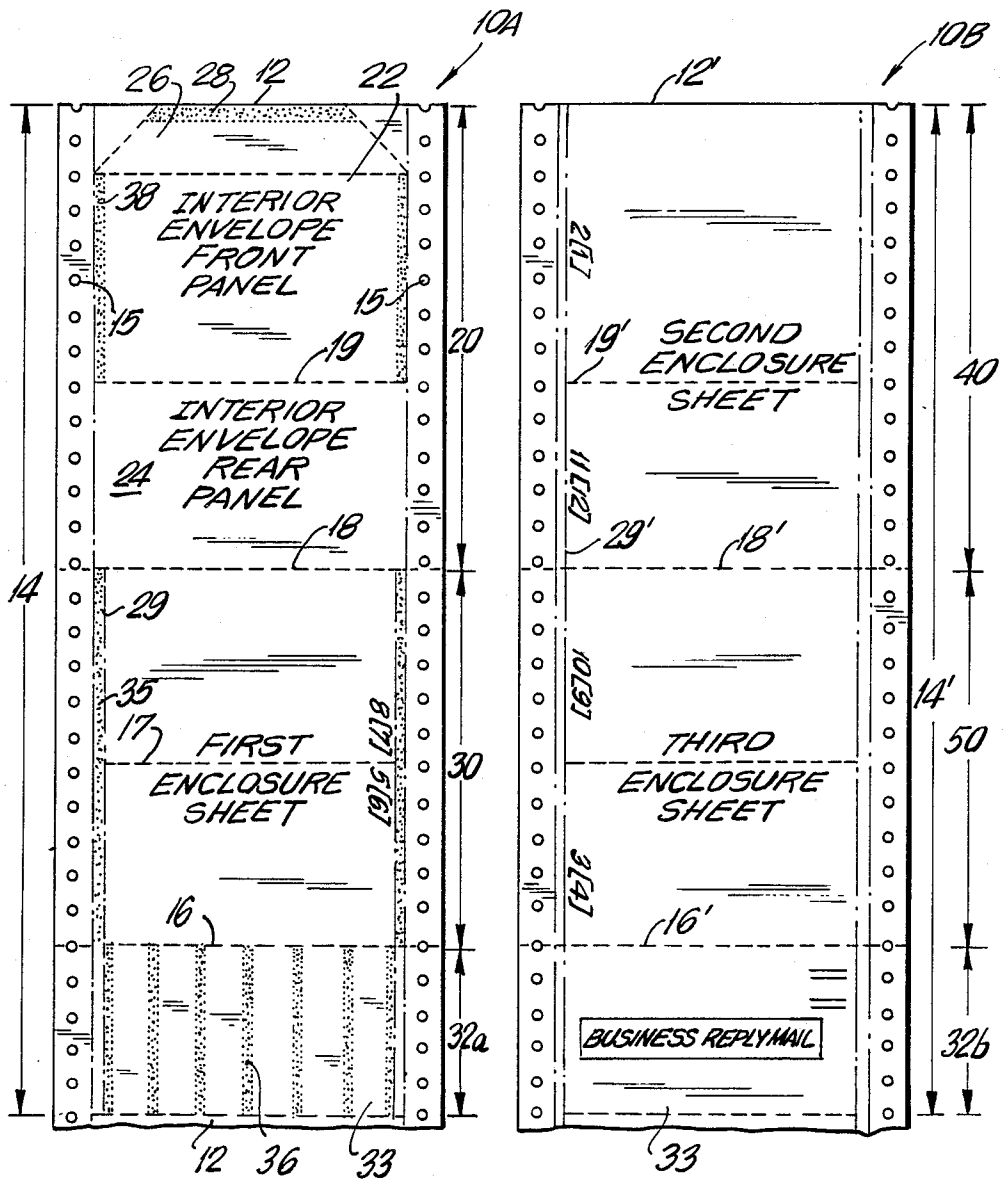 10A
10B
26
28
12
22
12'
38
INTERIOR
ENVELOPE
FRONT
PANEL
15
15
19
20
INTERIOR
ENVELOPE
REAR
PANEL
24
18
14
29
35
17
FIRST
ENCLOSURE
SHEET
8[7]
5[6]
30
16
32a
12
36
33
2[1]
19'
SECOND
ENCLOSURE
SHEET
40
11[12]
29'
18'
10[9]
14'
50
THIRD
ENCLOSURE
SHEET
3[4]
16'
BUSINESS REPLY MAIL
32b
33